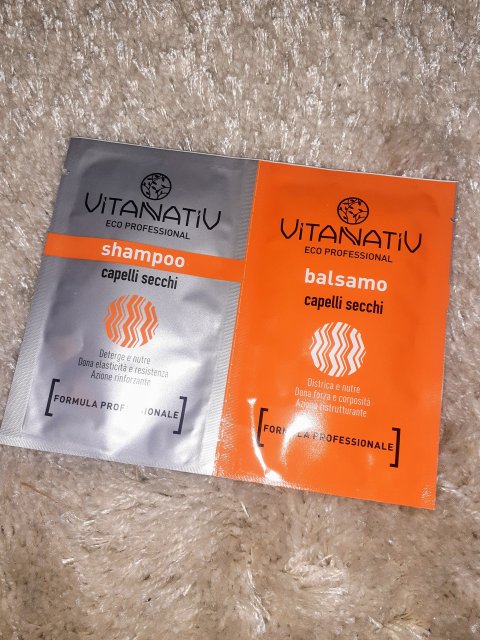 VITANATIV
ECO PROFESSIONAL
shampoo
capelli secchi
Deterge e nutre
Dona elasticità e resistenza
Azione rinforzante
FORMULA PROFESSIONALE
VITANATIV
ECO PROFESSIONAL
balsamo
capelli secchi
Districa e nutre
Dona forza e corposità
Azione ristrutturante
FORMULA PROFESSIONALE